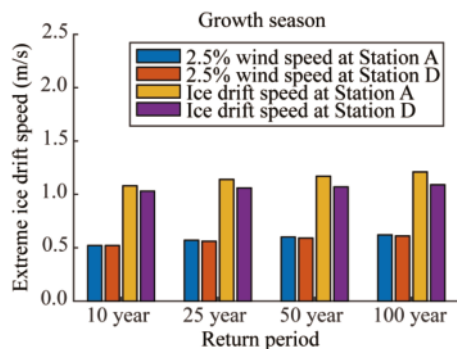 Growth season
Extreme ice drift speed (m/s)
2.5
2.0
1.5
1.0
0.5
0.0
2.5% wind speed at Station A
2.5% wind speed at Station D
Ice drift speed at Station A
Ice drift speed at Station D
10 year 25 year 50 year 100 year
Return period